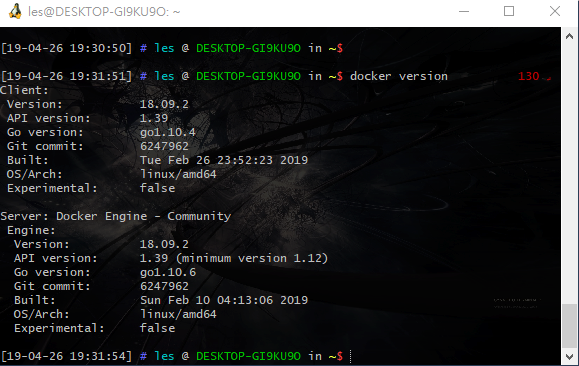 les@DESKTOP-GI9KU9O: ~
[19-04-26 19:30:50] # les @ DESKTOP-GI9KU9O in ~$
[19-04-26 19:31:51] # les @ DESKTOP-GI9KU9O in ~$ docker version 130 ↵
Client:
Version: 18.09.2
API version: 1.39
Go version: go1.10.4
Git commit: 6247962
Built: Tue Feb 26 23:52:23 2019
OS/Arch: linux/amd64
Experimental: false
Server: Docker Engine - Community
Engine:
Version: 18.09.2
API version: 1.39 (minimum version 1.12)
Go version: go1.10.6
Git commit: 6247962
Built: Sun Feb 10 04:13:06 2019
OS/Arch: linux/amd64
Experimental: false
[19-04-26 19:31:54] # les @ DESKTOP-GI9KU9O in ~$